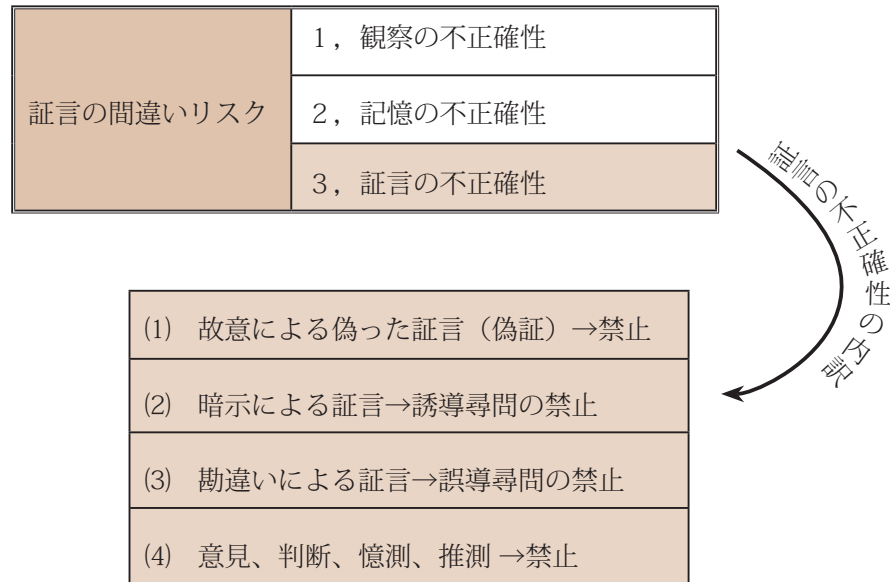 証言の間違いリスク
1，観察の不正確性
2，記憶の不正確性
3，証言の不正確性
証言の不正確性の内訳
(1) 故意による偽った証言（偽証）→禁止
(2) 暗示による証言→誘導尋問の禁止
(3) 勘違いによる証言→誤導尋問の禁止
(4) 意見、判断、憶測、推測 →禁止